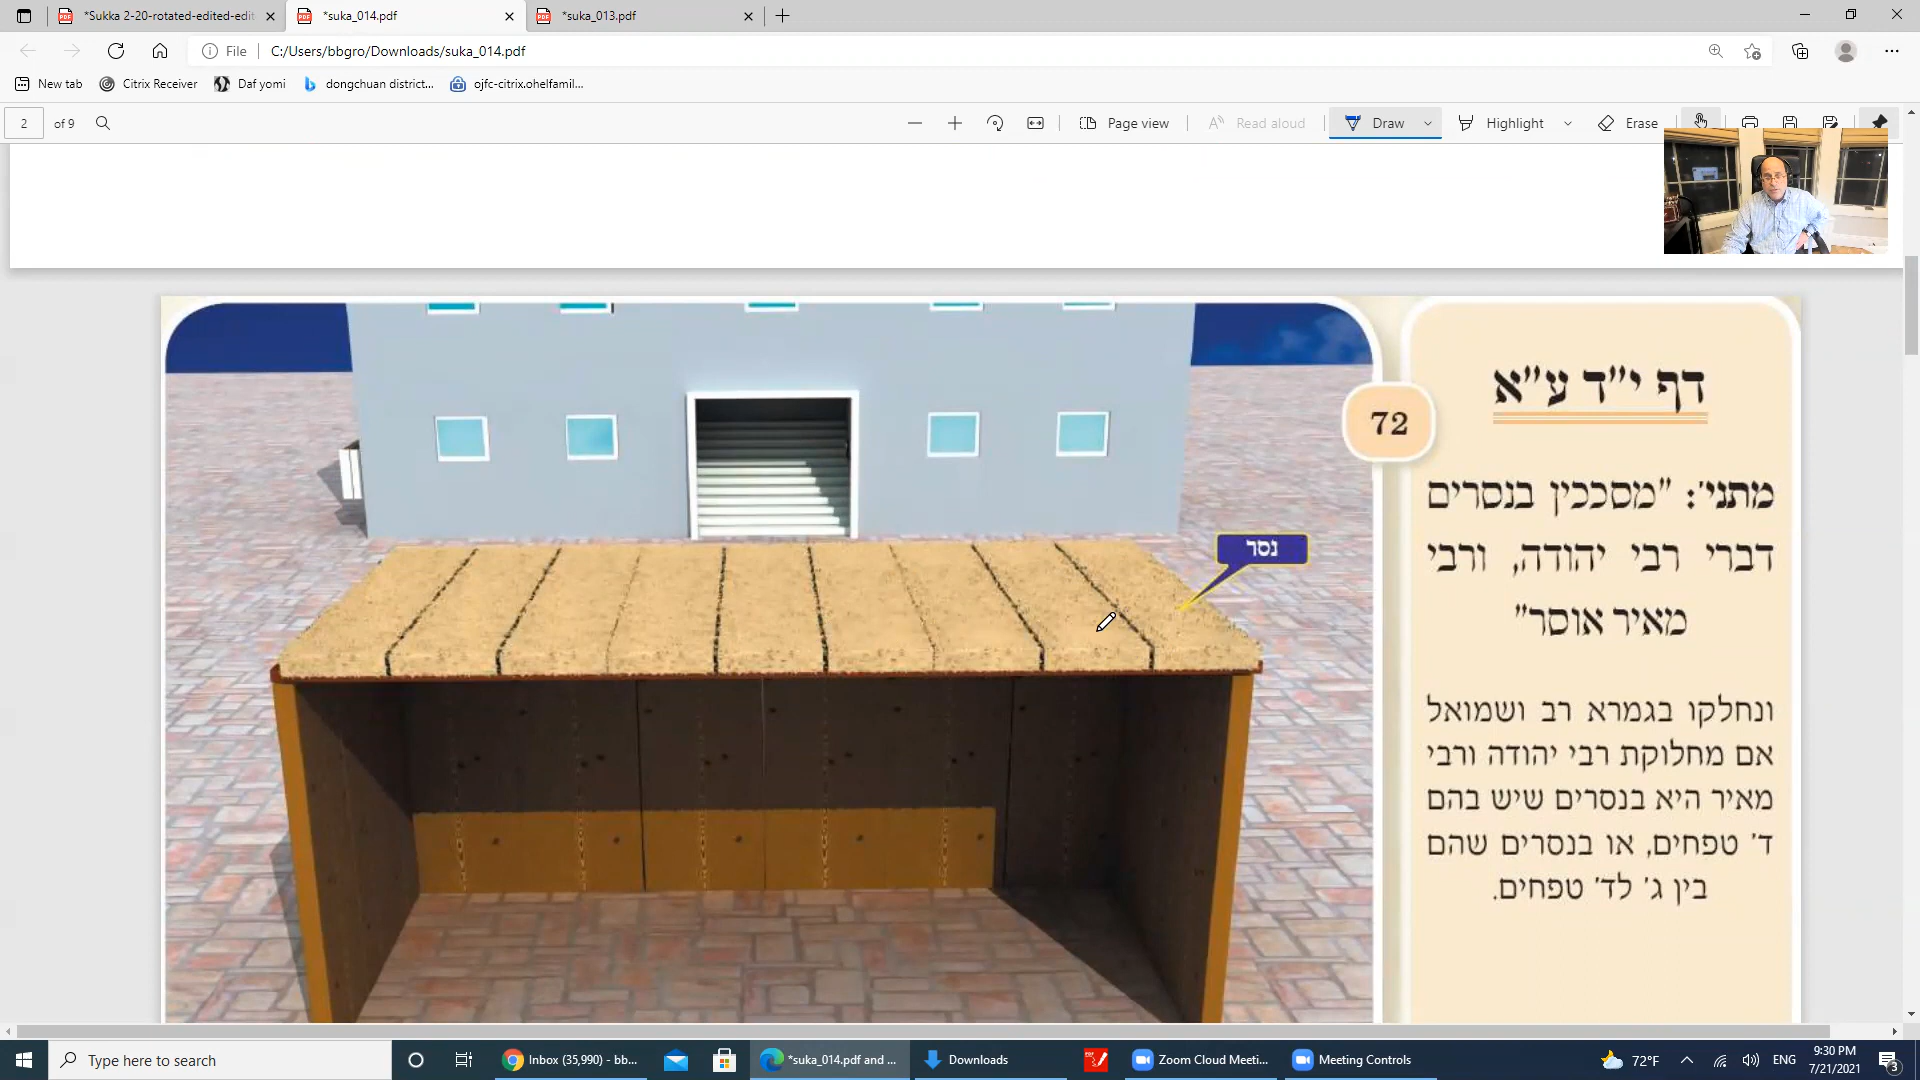 *Sukka 2-20-rotated-edited-edit
*suka_014.pdf
*suka_013.pdf
File
C:/Users/bbgro/Downloads/suka_014.pdf
New tab
Citrix Receiver
Daf yomi
dongchuan district...
ojfc-citrix.ohelfamil...
2 of 9
Page view
Read aloud
Draw
Highlight
Erase
דף י"ד ע"א
72
מתני': "מסככין בנסרים
דברי רבי יהודה, ורבי
מאיר אוסר"
נסר
ונחלקו בגמרא רב ושמואל
אם מחלוקת רבי יהודה ורבי
מאיר היא בנסרים שיש בהם
ד' טפחים, או בנסרים שהם
בין ג' לד' טפחים.
Type here to search
Inbox (35,990) - bb...
*suka_014.pdf and ...
Downloads
Zoom Cloud Meeti...
Meeting Controls
72°F
ENG
9:30 PM
7/21/2021
3